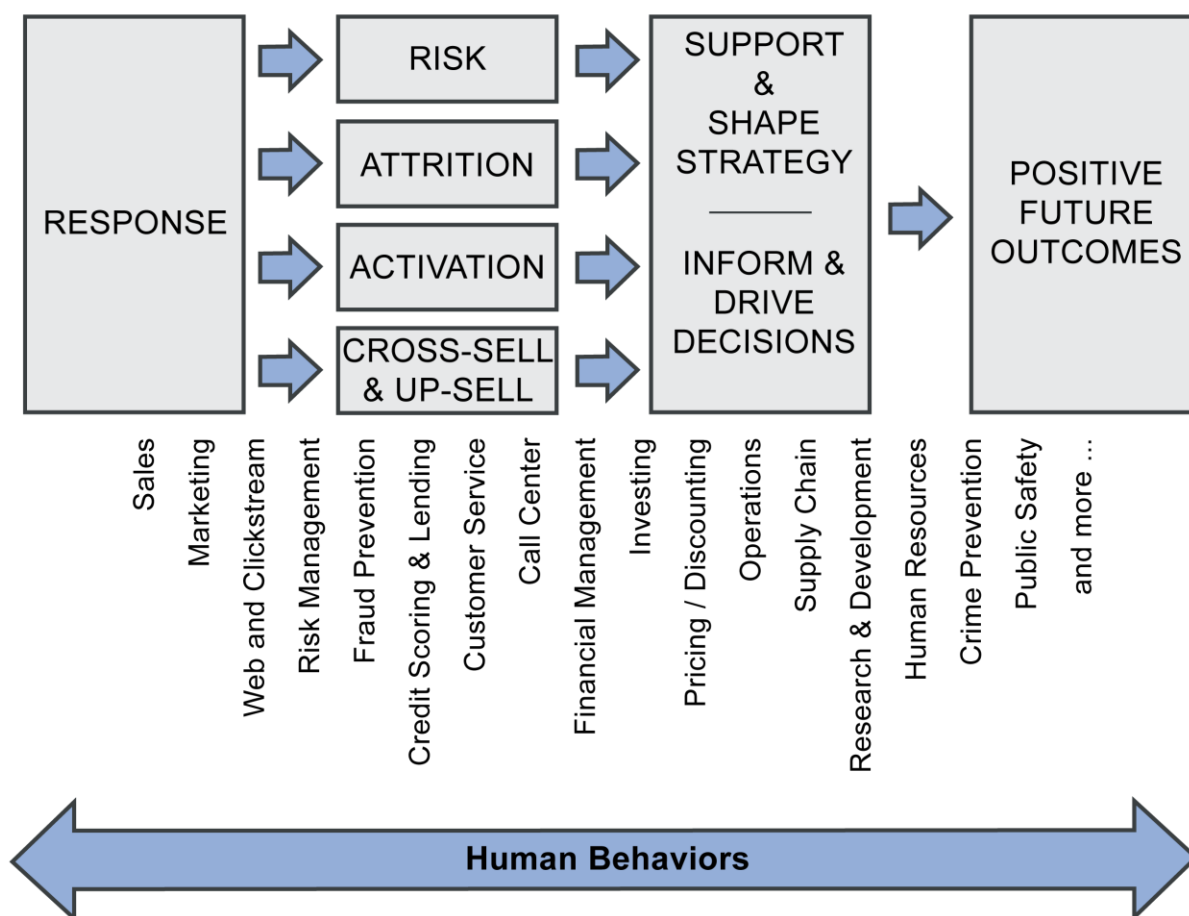 RESPONSE
RISK
ATTRITION
ACTIVATION
CROSS-SELL
& UP-SELL
SUPPORT
&
SHAPE
STRATEGY
INFORM &
DRIVE
DECISIONS
POSITIVE
FUTURE
OUTCOMES
Sales
Marketing
Web and Clickstream
Risk Management
Fraud Prevention
Credit Scoring & Lending
Customer Service
Call Center
Financial Management
Investing
Pricing / Discounting
Operations
Supply Chain
Research & Development
Human Resources
Crime Prevention
Public Safety
and more ...
Human Behaviors